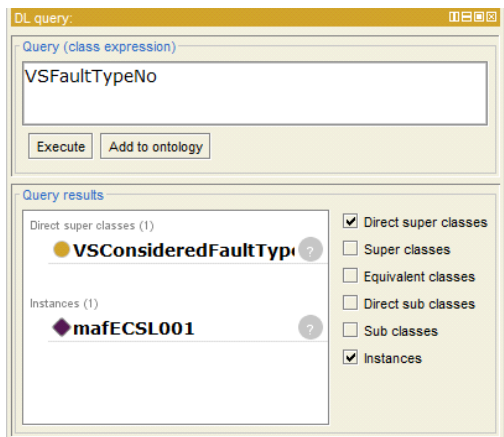 DL query:
Query (class expression)
VSFaultTypeNo
Execute
Add to ontology
Query results
Direct super classes (1)
VSConsideredFaultType
?
Instances (1)
mafECSL001
?
Direct super classes
Super classes
Equivalent classes
Direct sub classes
Sub classes
Instances